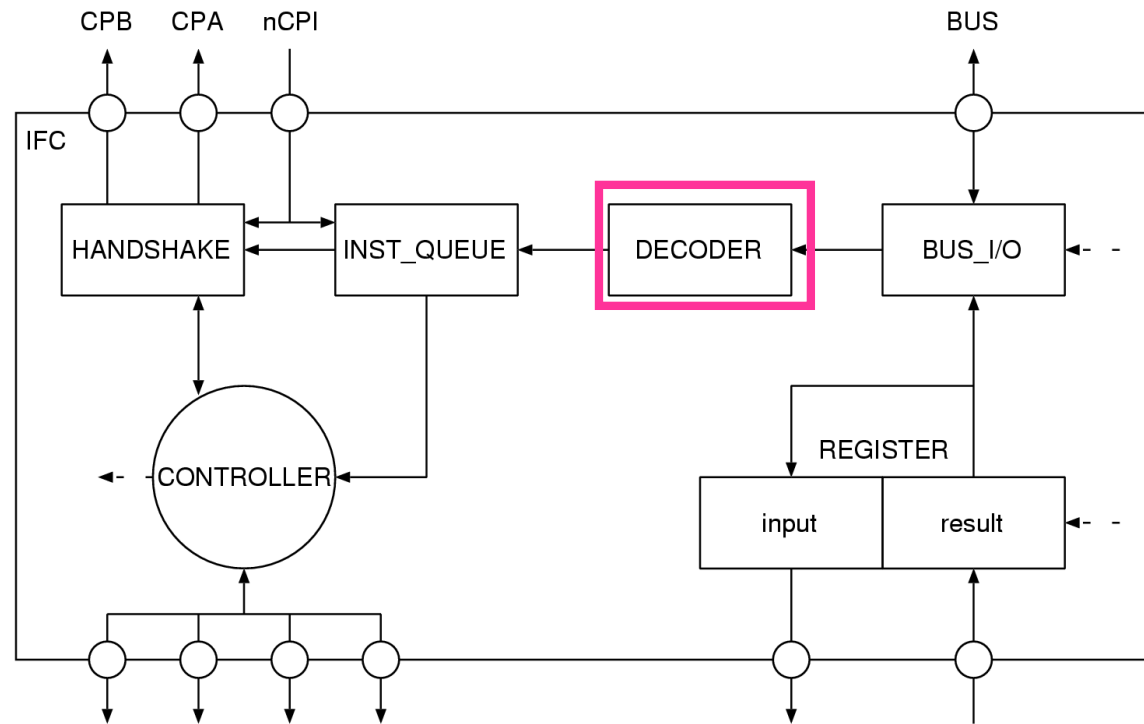 CPB CPA nCPI BUS
IFC
HANDSHAKE INST_QUEUE DECODER BUS_I/O
REGISTER
CONTROLLER
input result